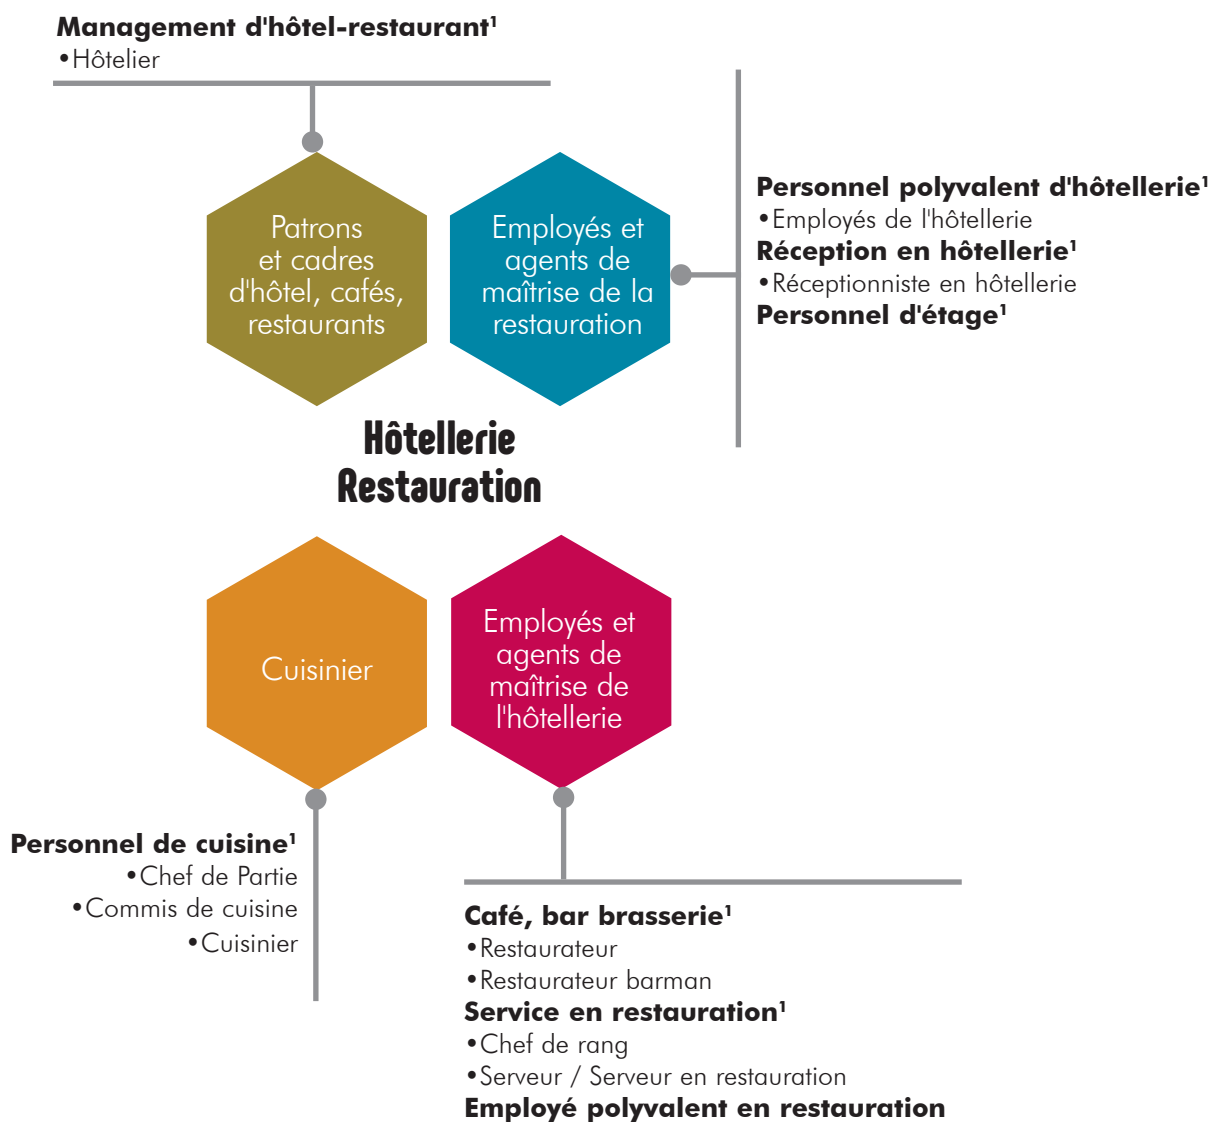 Management d'hôtel-restaurant¹
•Hôtelier
Patrons
et cadres
d'hôtel, cafés,
restaurants
Employés et
agents de
maîtrise de la
restauration
Personnel polyvalent d'hôtellerie¹
•Employés de l'hôtellerie
Réception en hôtellerie¹
•Réceptionniste en hôtellerie
Personnel d'étage¹
Hôtellerie
Restauration
Cuisinier
Employés et
agents de
maîtrise de
l'hôtellerie
Personnel de cuisine¹
•Chef de Partie
•Commis de cuisine
•Cuisinier
Café, bar brasserie¹
•Restaurateur
•Restaurateur barman
Service en restauration¹
•Chef de rang
•Serveur / Serveur en restauration
Employé polyvalent en restauration